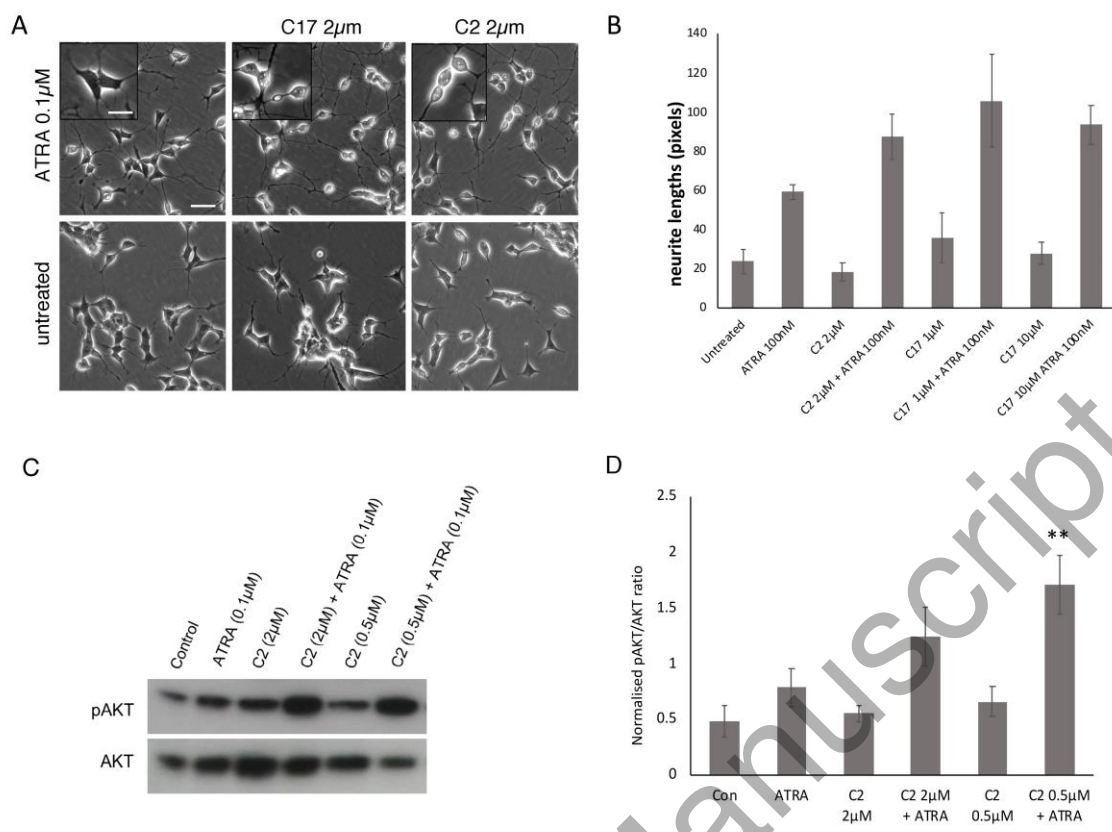 A
C17 2µm
C2 2µm
ATRA 0.1µM
untreated
B
neurite lengths (pixels)
140
120
100
80
60
40
20
0
Untreated
ATRA 100nM
C2 2µM
C2 2µM + ATRA 100nM
C17 1µM
C17 1µM + ATRA 100nM
C17 10µM
C17 10µM ATRA 100nM
C
Control
ATRA (0.1µM)
C2 (2µM)
C2 (2µM) + ATRA (0.1µM)
C2 (0.5µM)
C2 (0.5µM) + ATRA (0.1µM)
pAKT
AKT
D
Normalised pAKT/AKT ratio
2.5
2
1.5
1
0.5
0
**
Con
ATRA
C2
2µM
C2 2µM
+ ATRA
C2
0.5µM
C2 0.5µM
+ ATRA
anuscript